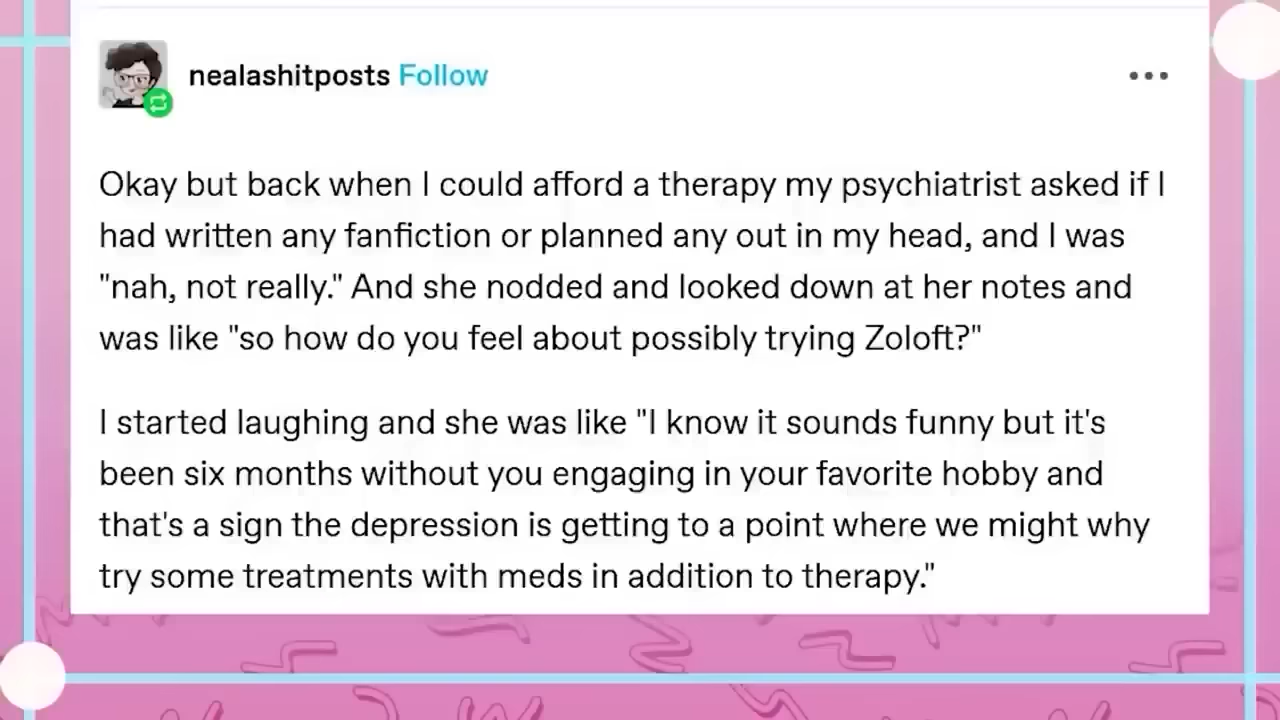 nealashitposts Follow
Okay but back when I could afford a therapy my psychiatrist asked if I
had written any fanfiction or planned any out in my head, and I was
"nah, not really." And she nodded and looked down at her notes and
was like "so how do you feel about possibly trying Zoloft?"
I started laughing and she was like "I know it sounds funny but it's
been six months without you engaging in your favorite hobby and
that's a sign the depression is getting to a point where we might why
try some treatments with meds in addition to therapy."